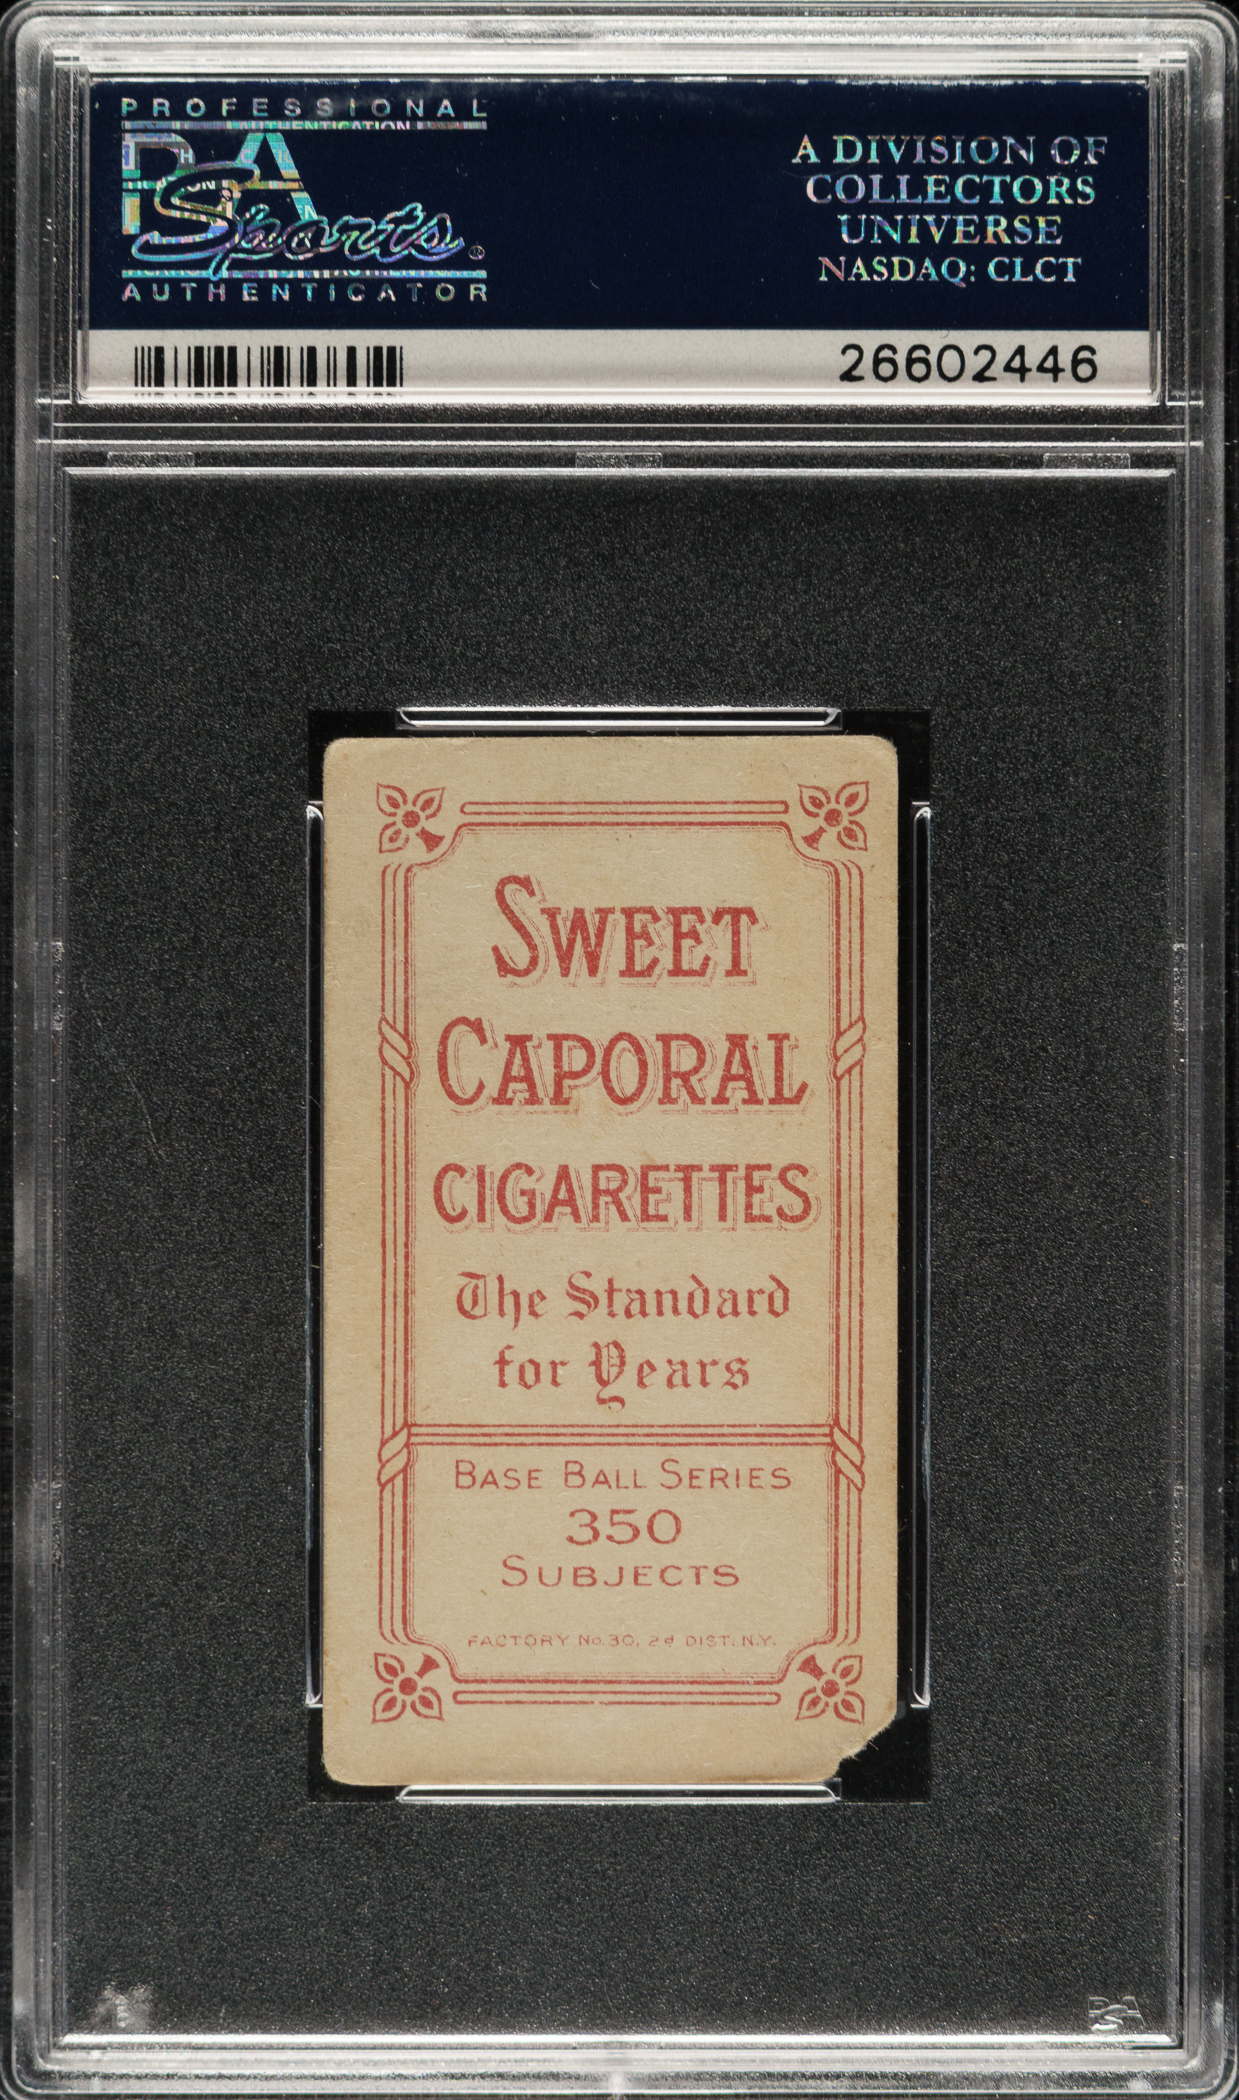 PROFESSIONAL
PSA
Sports®
AUTHENTICATOR
A DIVISION OF
COLLECTORS
UNIVERSE
NASDAQ: CLCT
26602446
SWEET
CAPORAL
CIGARETTES
The Standard
for Years
BASE BALL SERIES
350
SUBJECTS
FACTORY No. 30, 2d DIST. N.Y.
PSA